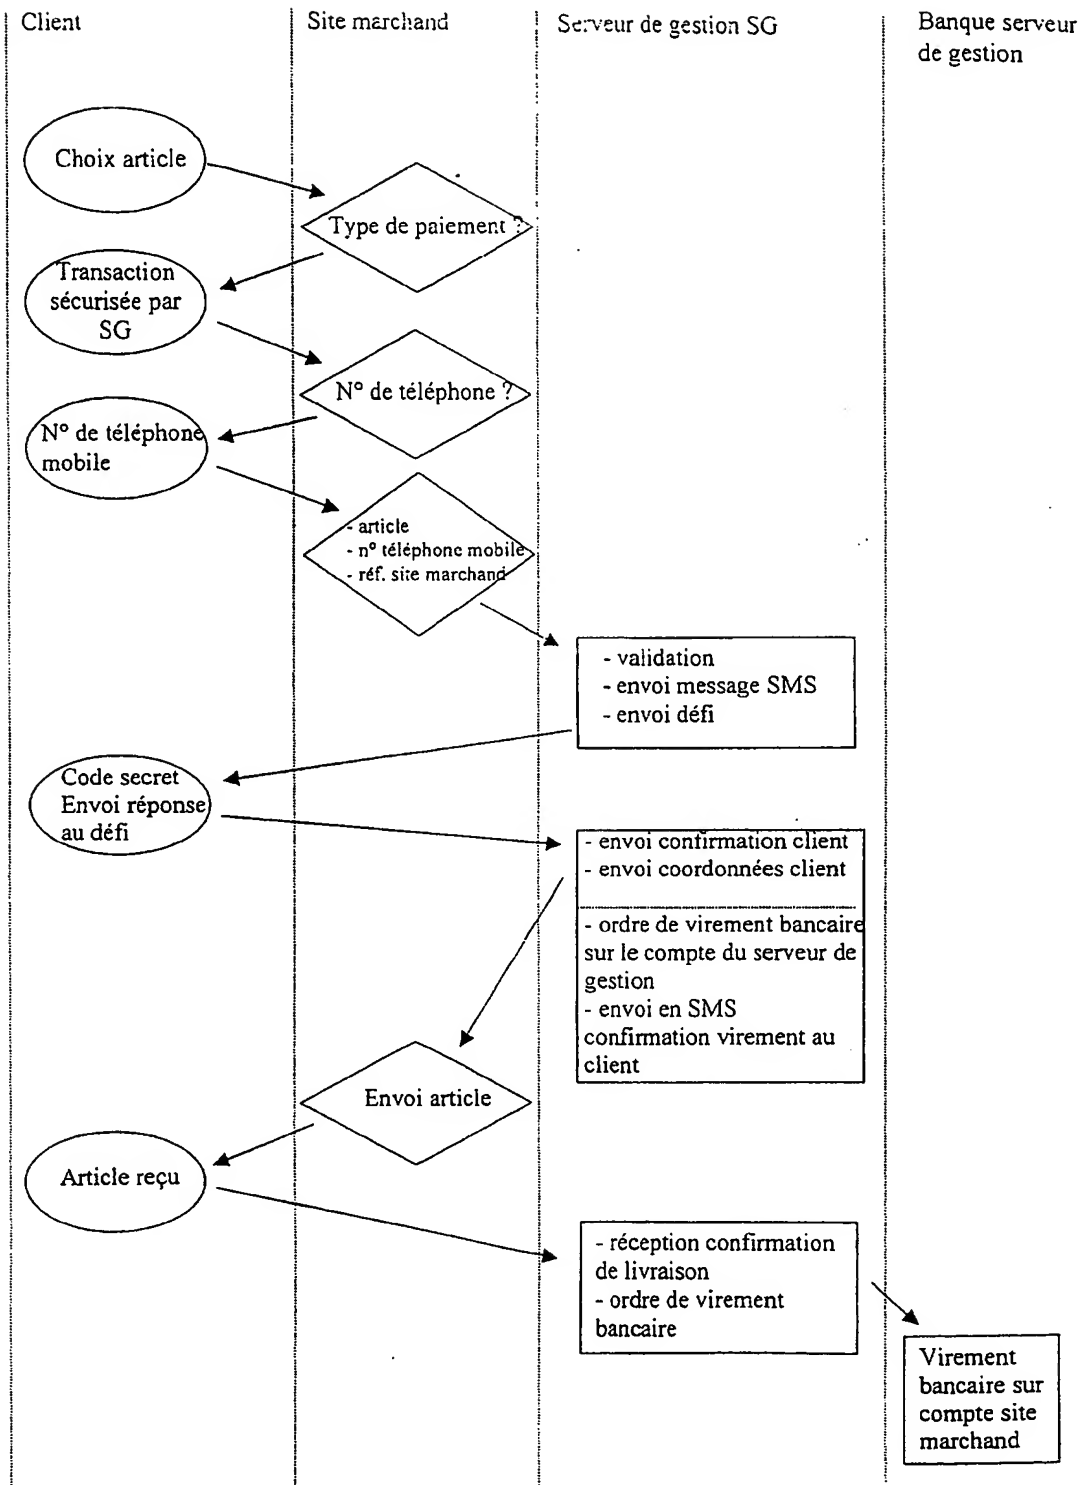 Client
Site marchand
Serveur de gestion SG
Banque serveur
de gestion
Choix article
Type de paiement ?
Transaction
sécurisée par
SG
N° de téléphone ?
N° de téléphone
mobile
- article
- n° téléphone mobile
- réf. site marchand
- validation
- envoi message SMS
- envoi défi
Code secret
Envoi réponse
au défi
- envoi confirmation client
- envoi coordonnées client
- ordre de virement bancaire
sur le compte du serveur de
gestion
- envoi en SMS
confirmation virement au
client
Envoi article
Article reçu
- réception confirmation
de livraison
- ordre de virement
bancaire
Virement
bancaire sur
compte site
marchand